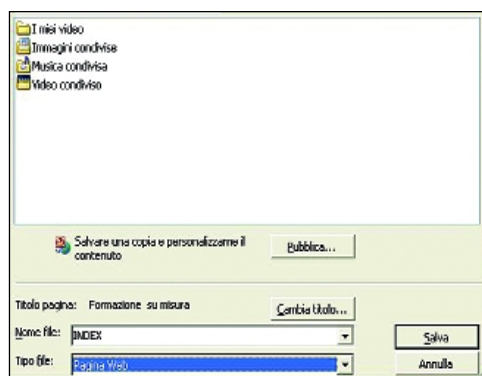 I miei video
Immagini condivise
Musica condivisa
Video condiviso
Salvare una copia e personalizzarne il
contenuto
Pubblica...
Titolo pagina: Formazione su misura
Cambia titolo...
Nome file: INDEX
Salva
Tipo file: Pagina Web
Annulla